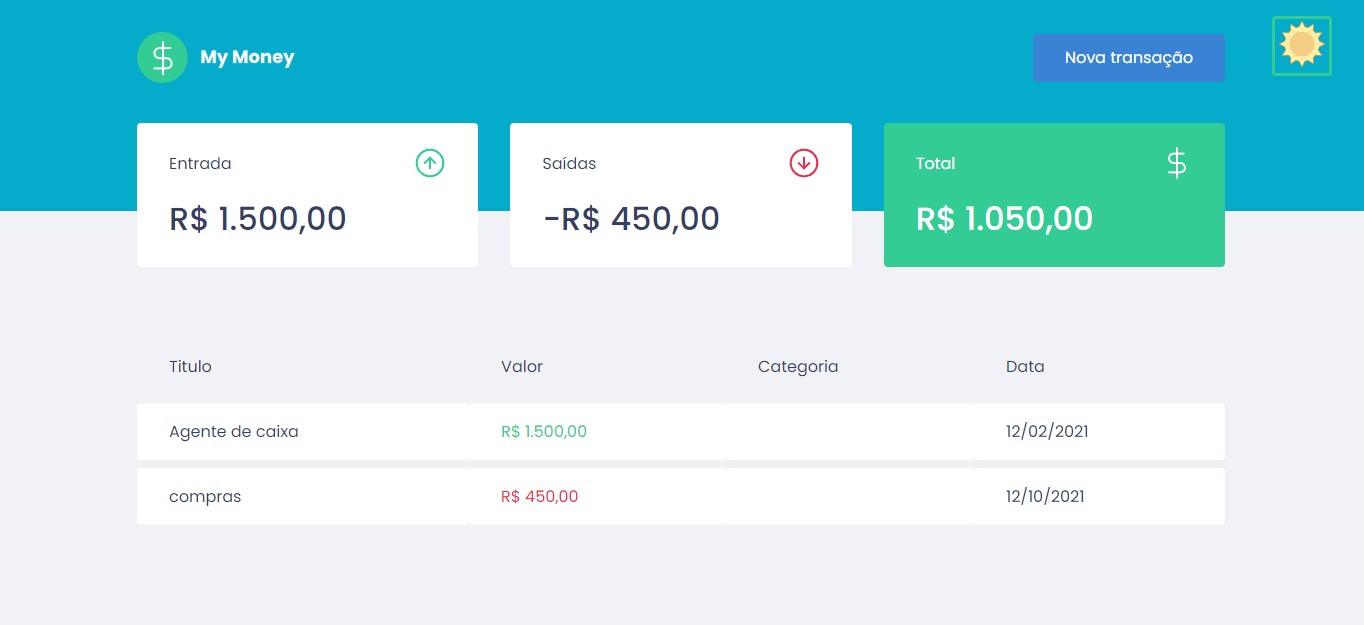 My Money
Nova transação
Entrada
Saídas
Total
R$ 1.500,00
-R$ 450,00
R$ 1.050,00
Titulo Valor Categoria Data
Agente de caixa R$ 1.500,00 12/02/2021
compras R$ 450,00 12/10/2021